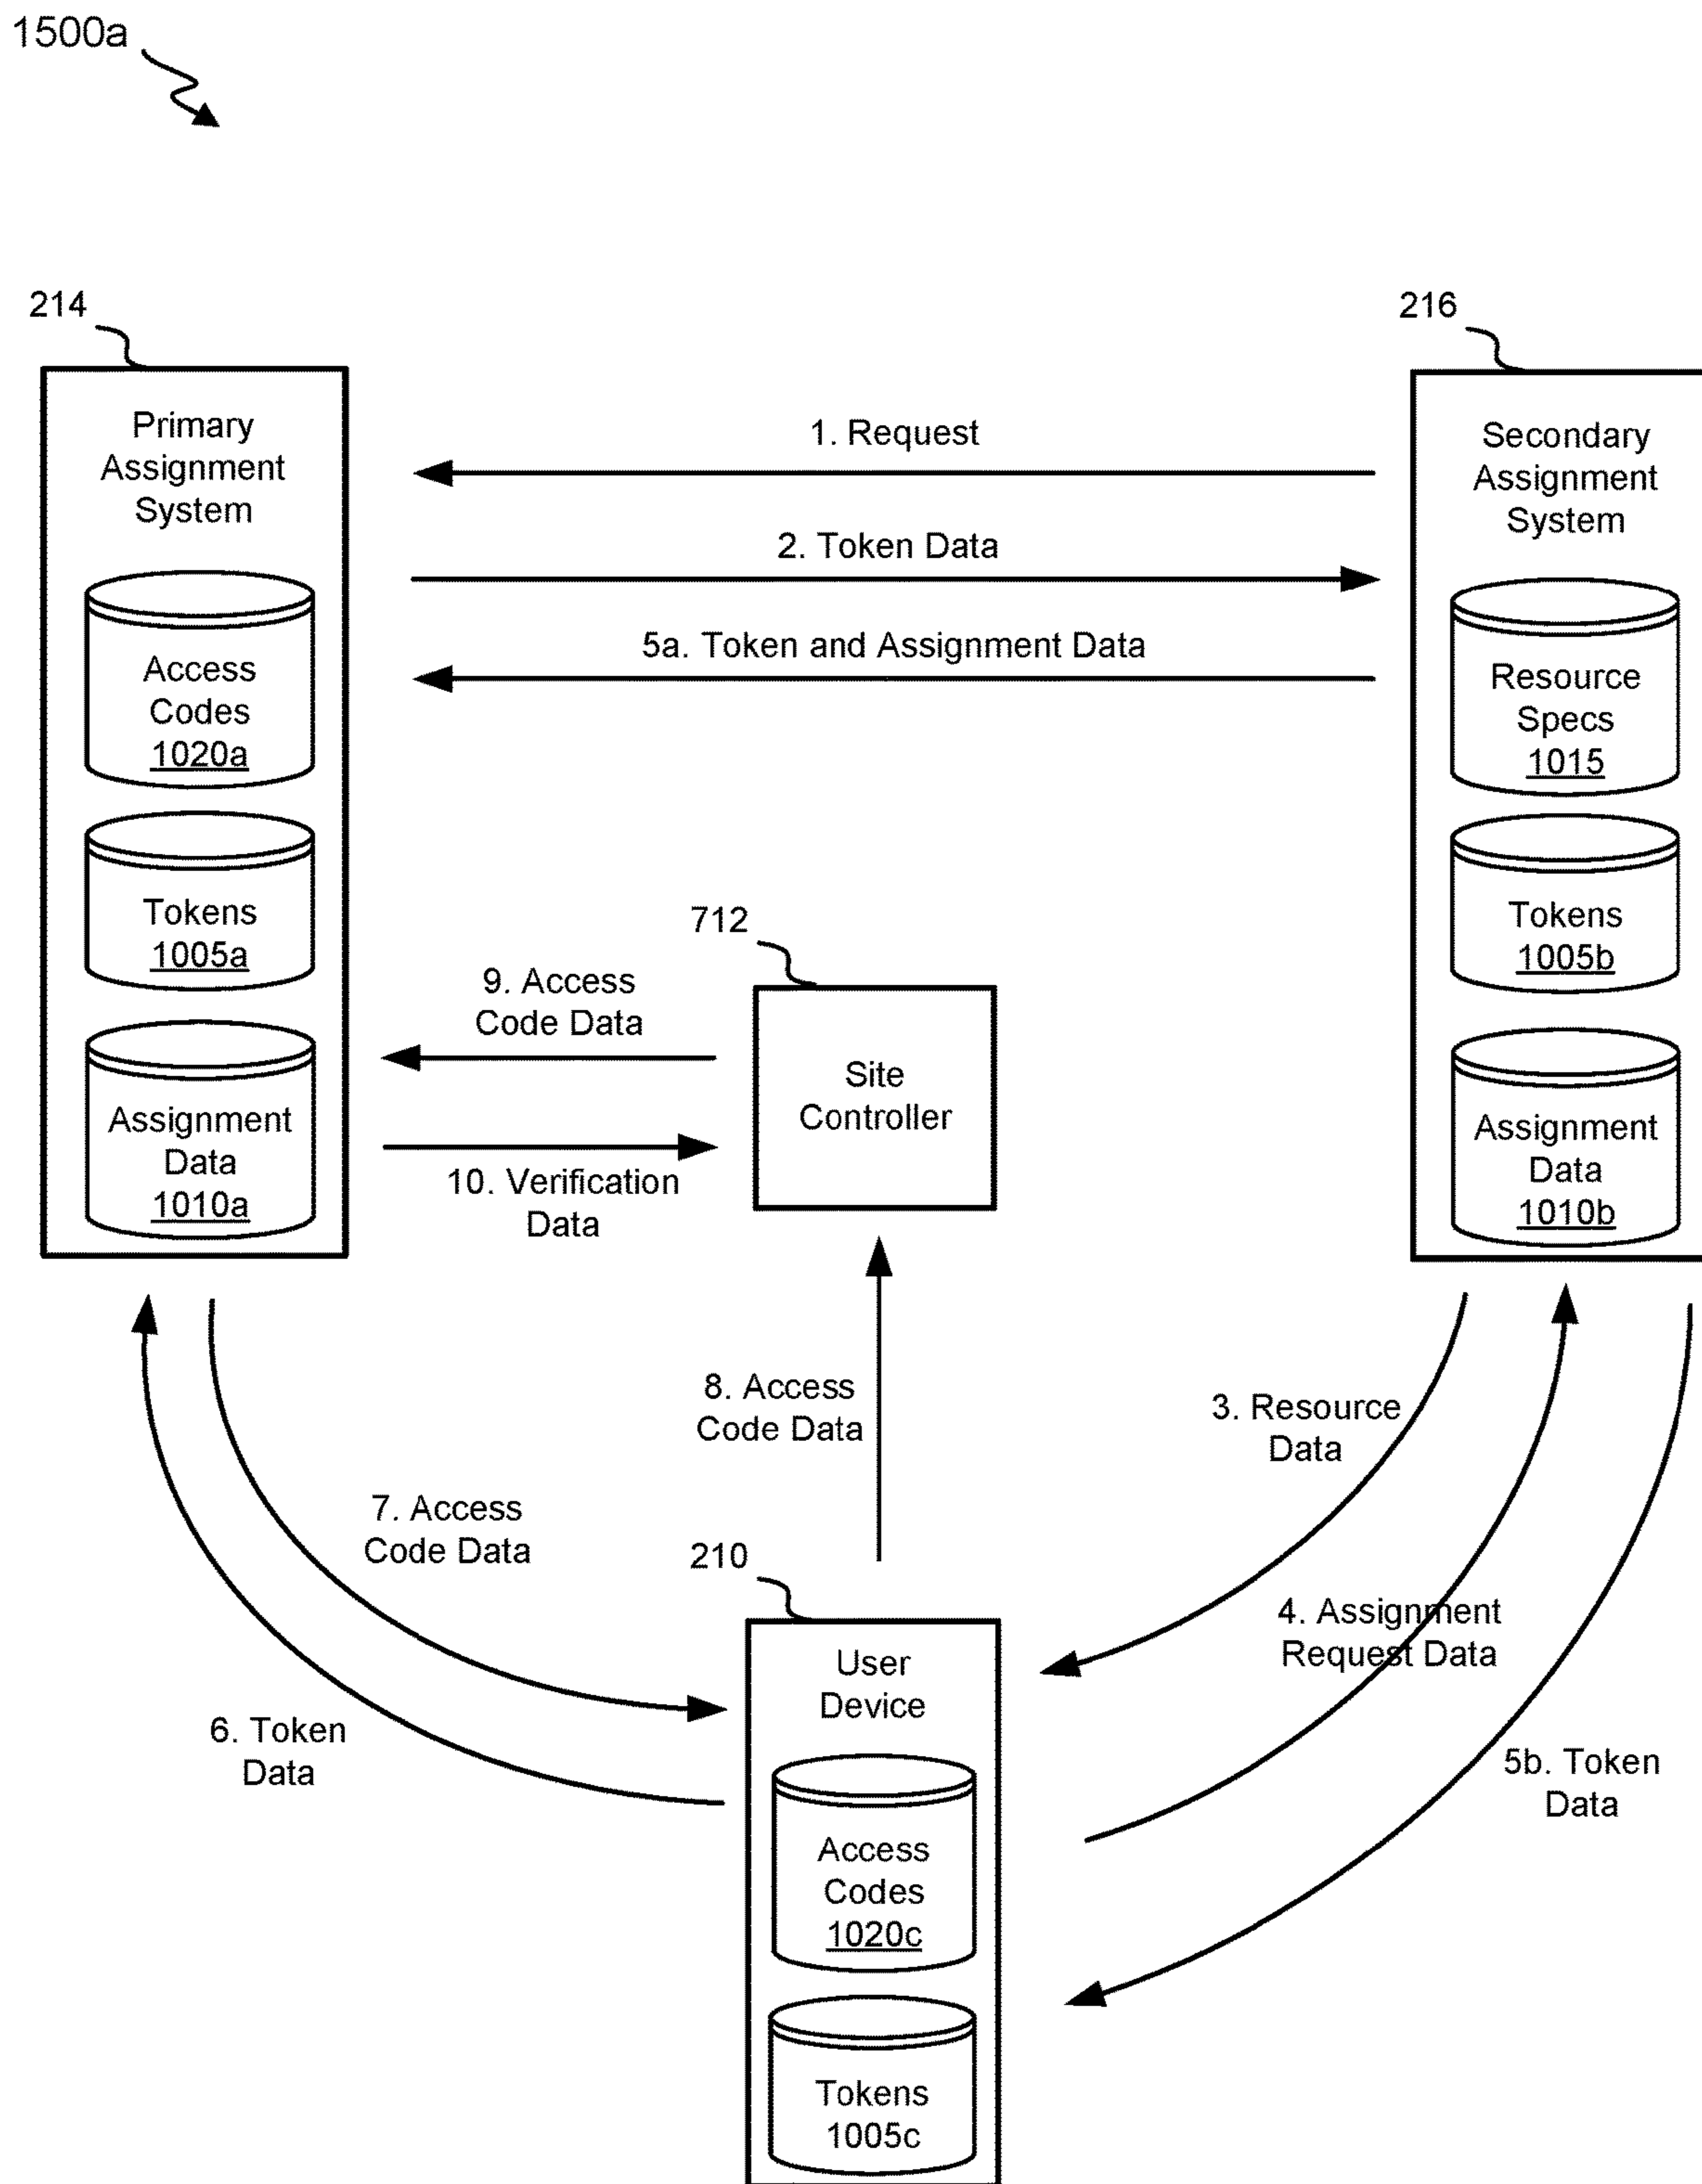 1500a
214
216
Primary
Assignment
System
Access
Codes
1020a
Tokens
1005a
Assignment
Data
1010a
1. Request
2. Token Data
5a. Token and Assignment Data
Secondary
Assignment
System
Resource
Specs
1015
Tokens
1005b
Assignment
Data
1010b
712
9. Access
Code Data
Site
Controller
10. Verification
Data
8. Access
Code Data
3. Resource
Data
7. Access
Code Data
210
4. Assignment
Request Data
6. Token
Data
5b. Token
Data
User
Device
Access
Codes
1020c
Tokens
1005c